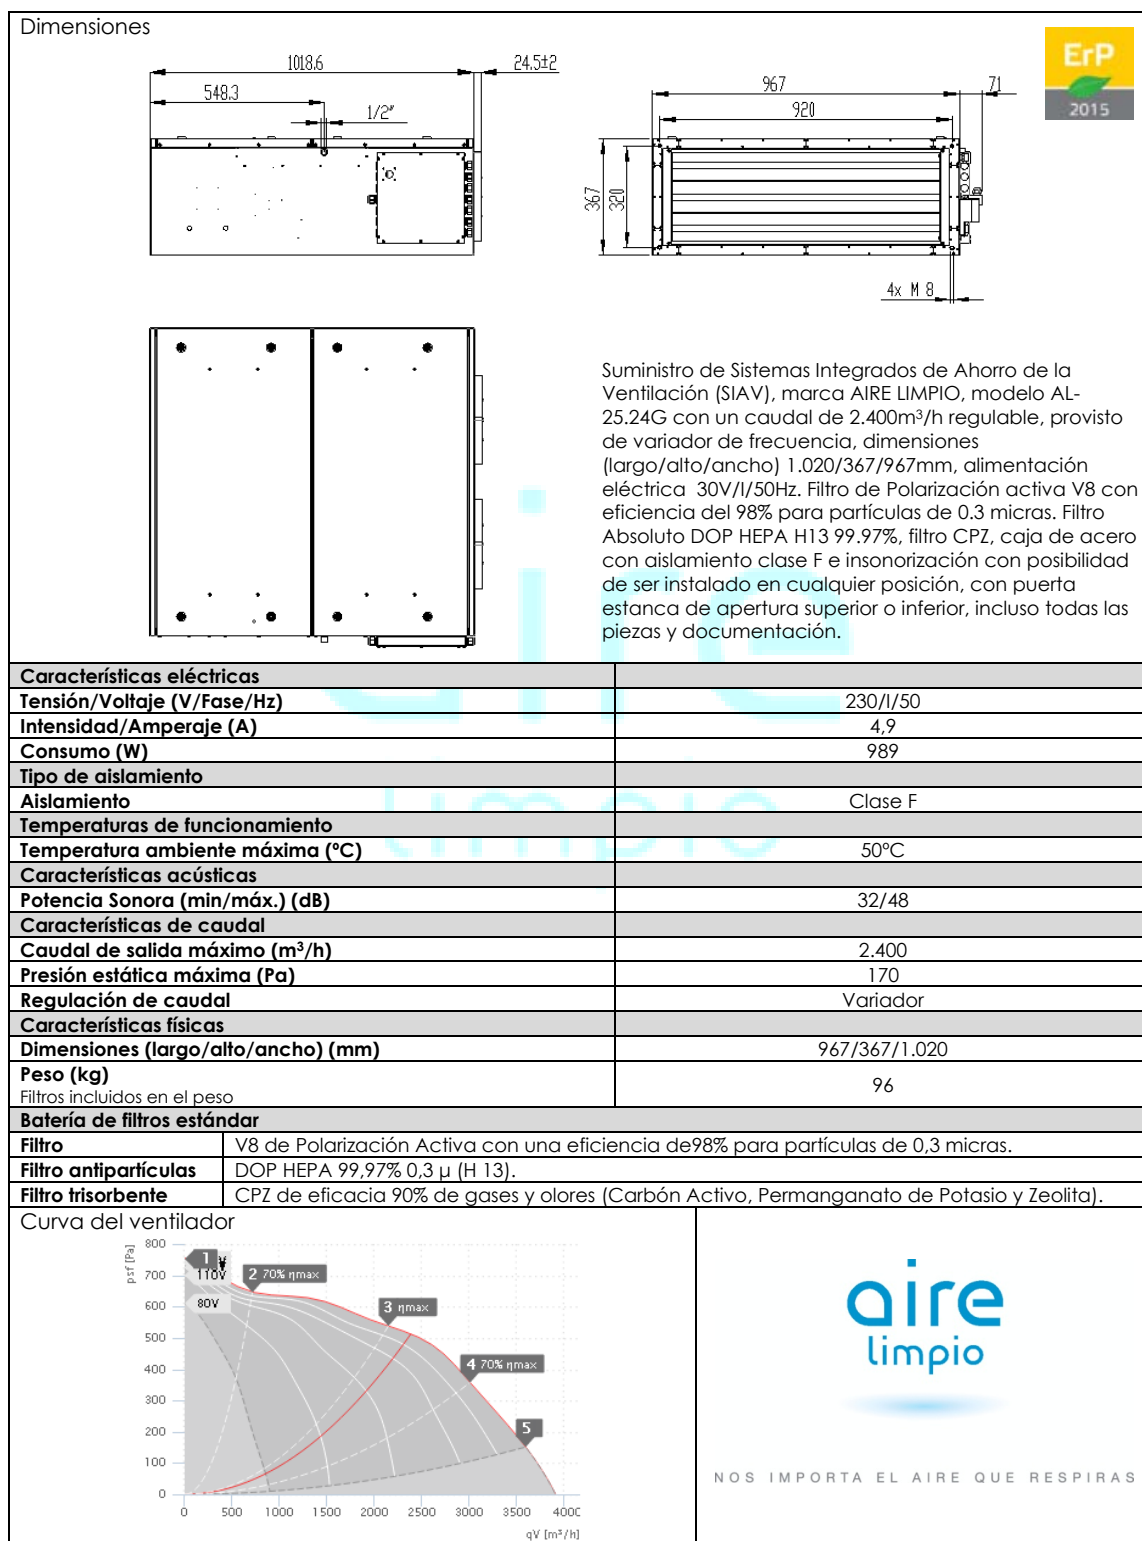 Dimensiones
1018.6
24.5±2
548.3
1/2"
967
71
920
367
320
4x M 8
ErP
2015
Suministro de Sistemas Integrados de Ahorro de la
Ventilación (SIAV), marca AIRE LIMPIO, modelo AL-
25.24G con un caudal de 2.400m³/h regulable, provisto
de variador de frecuencia, dimensiones
(largo/alto/ancho) 1.020/367/967mm, alimentación
eléctrica 30V/I/50Hz. Filtro de Polarización activa V8 con
eficiencia del 98% para partículas de 0.3 micras. Filtro
Absoluto DOP HEPA H13 99.97%, filtro CPZ, caja de acero
con aislamiento clase F e insonorización con posibilidad
de ser instalado en cualquier posición, con puerta
estanca de apertura superior o inferior, incluso todas las
piezas y documentación.
Características eléctricas
Tensión/Voltaje (V/Fase/Hz) 230/I/50
Intensidad/Amperaje (A) 4,9
Consumo (W) 989
Tipo de aislamiento
Aislamiento Clase F
Temperaturas de funcionamiento
Temperatura ambiente máxima (ºC) 50ºC
Características acústicas
Potencia Sonora (min/máx.) (dB) 32/48
Características de caudal
Caudal de salida máximo (m³/h) 2.400
Presión estática máxima (Pa) 170
Regulación de caudal Variador
Características físicas
Dimensiones (largo/alto/ancho) (mm) 967/367/1.020
Peso (kg) 96
Filtros incluidos en el peso
Batería de filtros estándar
Filtro V8 de Polarización Activa con una eficiencia de98% para partículas de 0,3 micras.
Filtro antipartículas DOP HEPA 99,97% 0,3 µ (H 13).
Filtro trisorbente CPZ de eficacia 90% de gases y olores (Carbón Activo, Permanganato de Potasio y Zeolita).
Curva del ventilador
psf [Pa]
800
700
600
500
400
300
200
100
0
1
110V
80V
2 70% ηmax
3 ηmax
4 70% ηmax
5
0 500 1000 1500 2000 2500 3000 3500 4000
qV [m³/h]
aire
limpio
NOS IMPORTA EL AIRE QUE RESPIRAS
aire
limpio